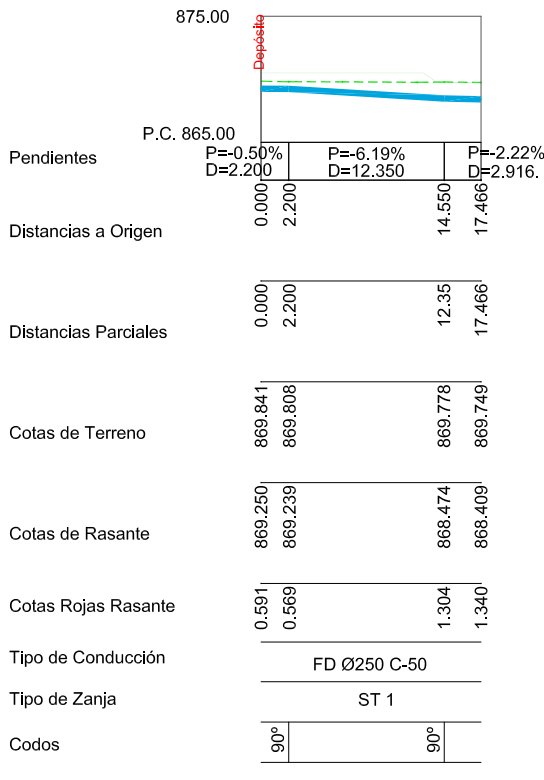 875.00
Depósito
P.C. 865.00
Pendientes
P=-0.50% P=-6.19% P=-2.22%
D=2.200 D=12.350 D=2.916.
Distancias a Origen
0.000 2.200 14.550 17.466
Distancias Parciales
0.000 2.200 12.35 17.466
Cotas de Terreno
869.841 869.808 869.778 869.749
Cotas de Rasante
869.250 869.239 868.474 868.409
Cotas Rojas Rasante
0.591 0.569 1.304 1.340
Tipo de Conducción
FD Ø250 C-50
Tipo de Zanja
ST 1
Codos
90º 90º